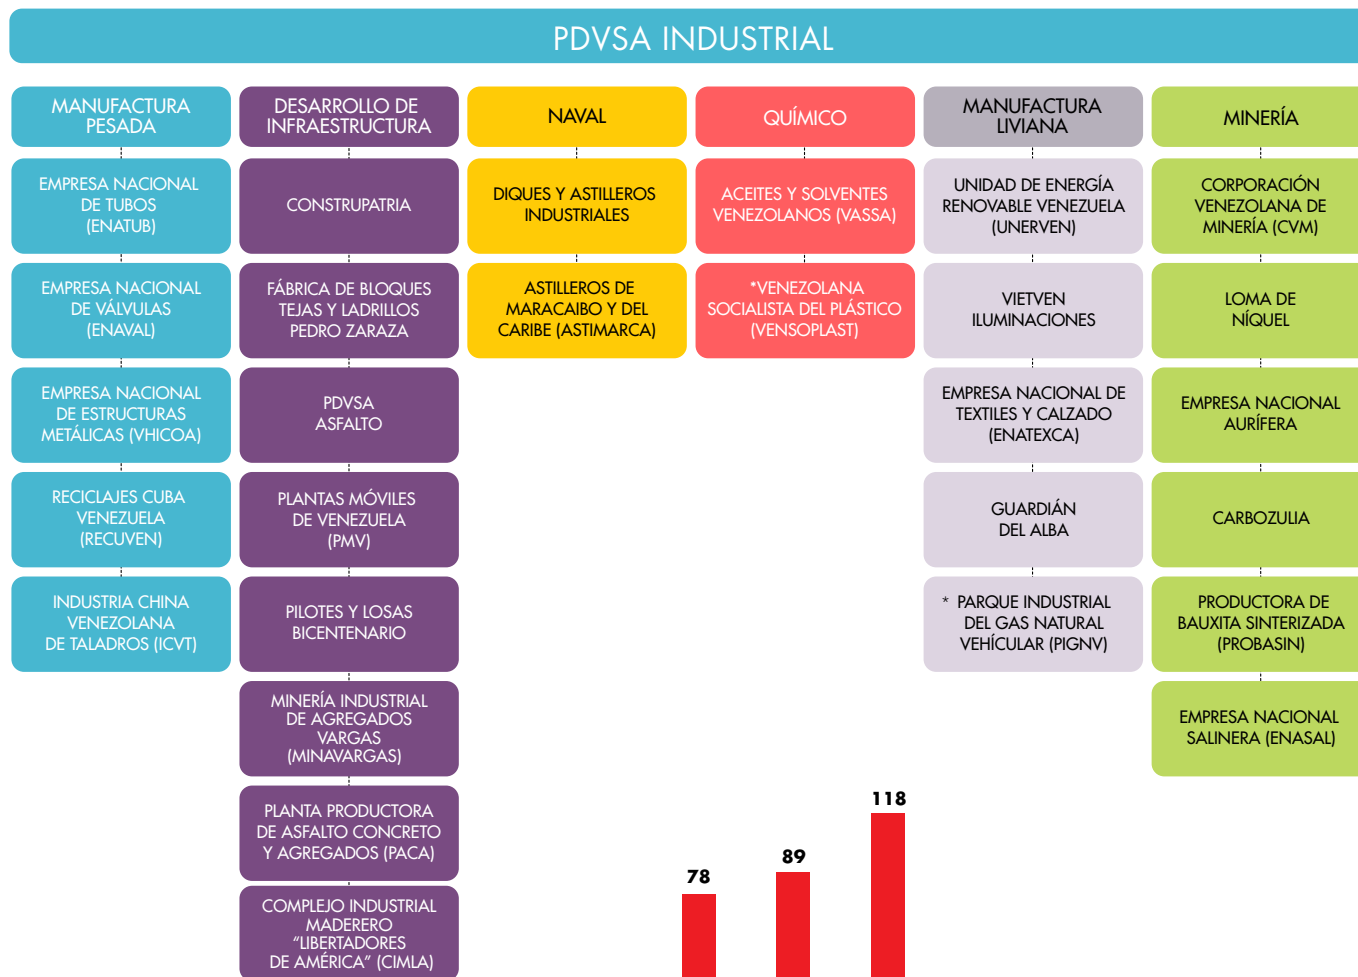 PDVSA INDUSTRIAL
MANUFACTURA
PESADA
EMPRESA NACIONAL
DE TUBOS
(ENATUB)
EMPRESA NACIONAL
DE VÁLVULAS
(ENAVAL)
EMPRESA NACIONAL
DE ESTRUCTURAS
METÁLICAS (VHICOA)
RECICLAJES CUBA
VENEZUELA
(RECUVEN)
INDUSTRIA CHINA
VENEZOLANA
DE TALADROS (ICVT)
DESARROLLO DE
INFRAESTRUCTURA
CONSTRUPATRIA
FÁBRICA DE BLOQUES
TEJAS Y LADRILLOS
PEDRO ZARAZA
PDVSA
ASFALTO
PLANTAS MÓVILES
DE VENEZUELA
(PMV)
PILOTES Y LOSAS
BICENTENARIO
MINERÍA INDUSTRIAL
DE AGREGADOS
VARGAS
(MINAVARGAS)
PLANTA PRODUCTORA
DE ASFALTO CONCRETO
Y AGREGADOS (PACA)
COMPLEJO INDUSTRIAL
MADERERO
“LIBERTADORES
DE AMÉRICA” (CIMLA)
NAVAL
DIQUES Y ASTILLEROS
INDUSTRIALES
ASTILLEROS DE
MARACAIBO Y DEL
CARIBE (ASTIMARCA)
QUÍMICO
ACEITES Y SOLVENTES
VENEZOLANOS (VASSA)
*VENEZOLANA
SOCIALISTA DEL PLÁSTICO
(VENSOPLAST)
MANUFACTURA
LIVIANA
UNIDAD DE ENERGÍA
RENOVABLE VENEZUELA
(UNERVEN)
VIETVEN
ILUMINACIONES
EMPRESA NACIONAL DE
TEXTILES Y CALZADO
(ENATEXCA)
GUARDIÁN
DEL ALBA
* PARQUE INDUSTRIAL
DEL GAS NATURAL
VEHÍCULAR (PIGNV)
MINERÍA
CORPORACIÓN
VENEZOLANA DE
MINERÍA (CVM)
LOMA DE
NÍQUEL
EMPRESA NACIONAL
AURÍFERA
CARBOZULIA
PRODUCTORA DE
BAUXITA SINTERIZADA
(PROBASIN)
EMPRESA NACIONAL
SALINERA (ENASAL)
78
89
118